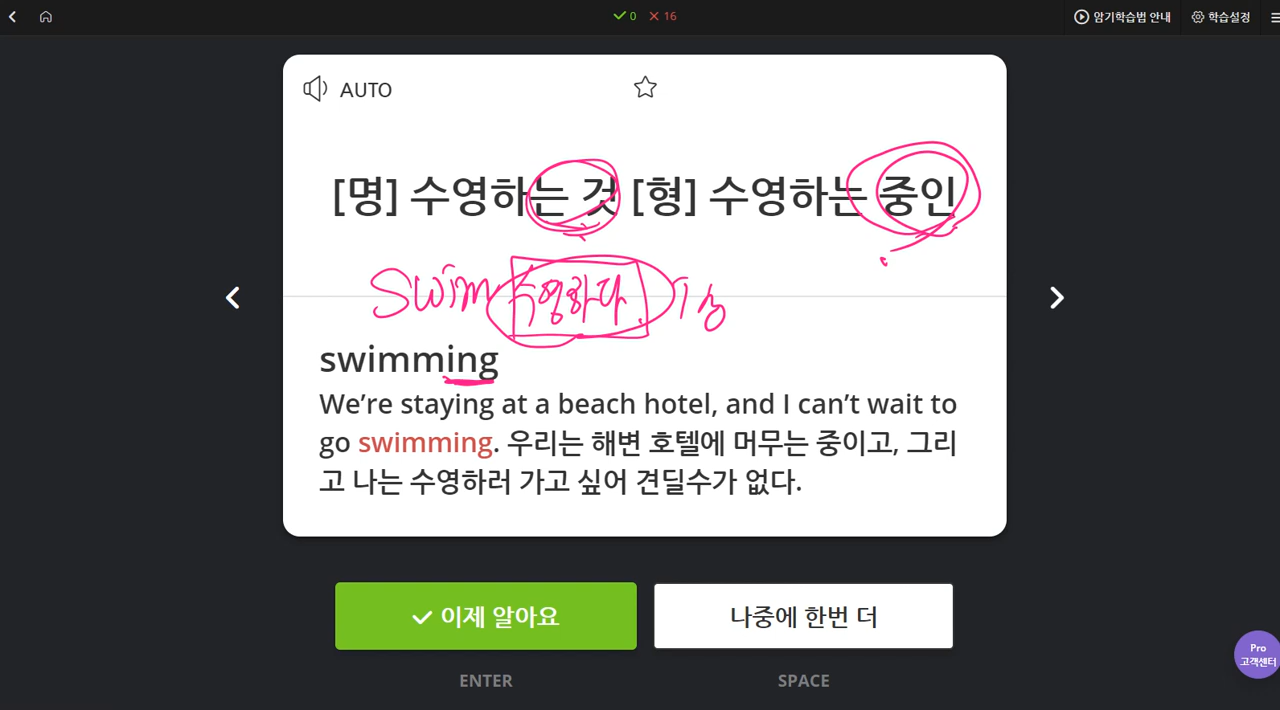 0 16 암기학습법 안내 학습설정
AUTO
[명] 수영하는 것 [형] 수영하는 중인
swim 수영하다
swimming
We’re staying at a beach hotel, and I can’t wait to
go swimming. 우리는 해변 호텔에 머무는 중이고, 그리
고 나는 수영하러 가고 싶어 견딜수가 없다.
이제 알아요 나중에 한번 더
Pro
고객센터
ENTER SPACE